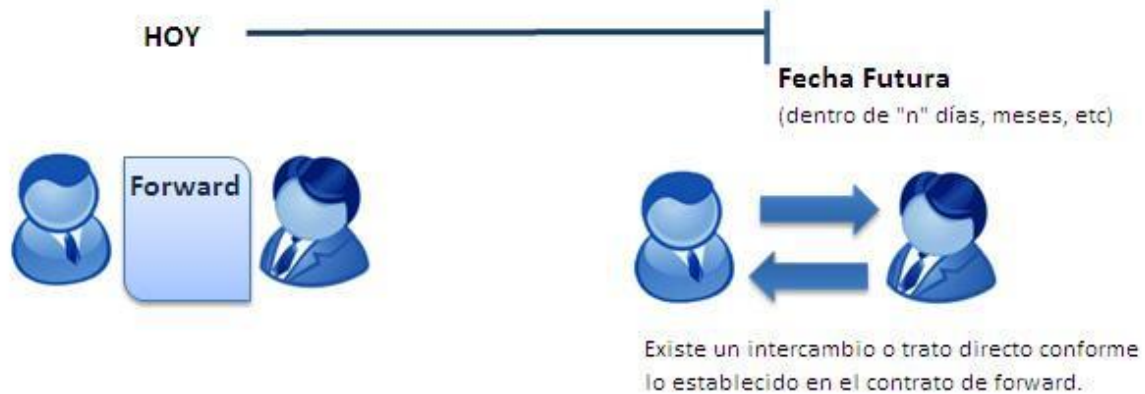 HOY
Fecha Futura
(dentro de "n" días, meses, etc)
Forward
Existe un intercambio o trato directo conforme
lo establecido en el contrato de forward.